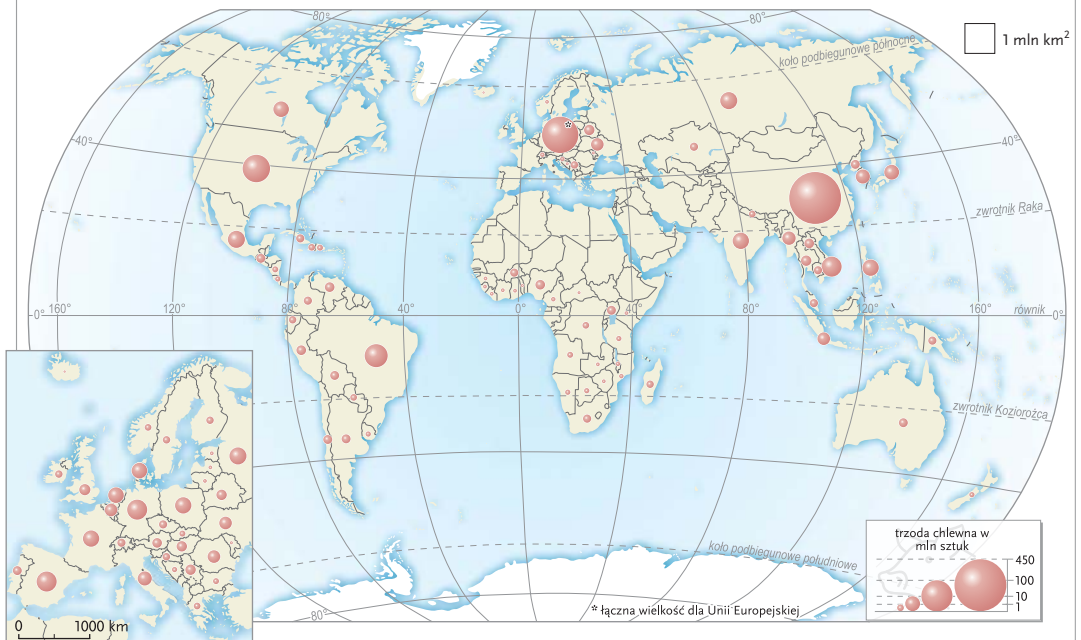 80°
80°
1 mln km²
koło podbiegunowe północne
40°
40°
zwrotnik Raka
0°
160°
120°
80°
40°
0°
40°
80°
120°
160°
równik
0°
zwrotnik Koziorożca
koło podbiegunowe południowe
80°
* łączna wielkość dla Unii Europejskiej
*
trzoda chlewna w
mln sztuk
450
100
10
1
0 1000 km